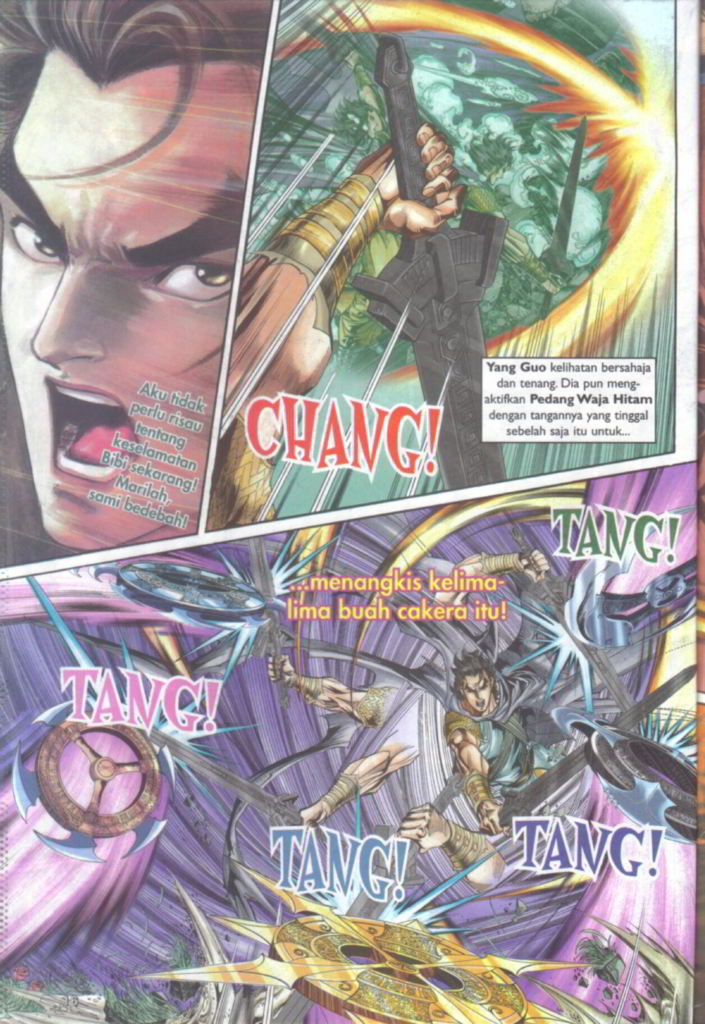 Aku tidak
perlu risau
tentang
keselamatan
Bibi sekarang!
Marilah,
sami bedebah!
CHANG!
Yang Guo kelihatan bersahaja
dan tenang. Dia pun meng-
aktifkan Pedang Waja Hitam
dengan tangannya yang tinggal
sebelah saja itu untuk...
TANG!
...menangkis kelima-
lima buah cakera itu!
TANG!
TANG!
TANG!